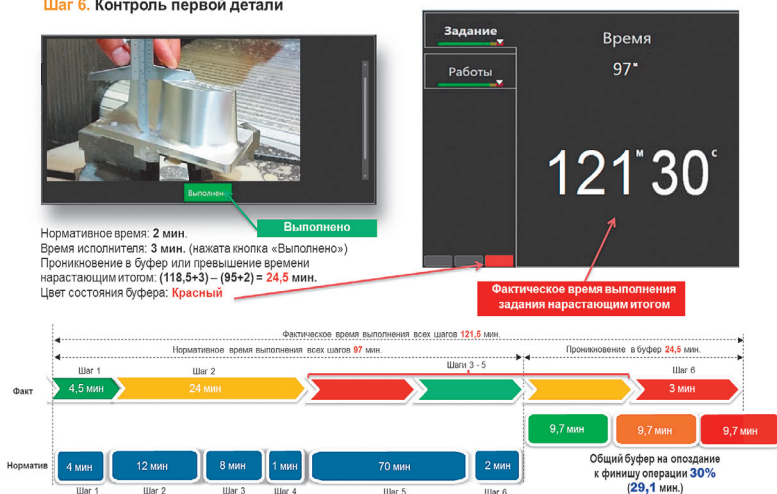 Шаг 6. Контроль первой детали
Задание
Работы
Время
97"
121м 30с
Выполнено
Выполнено
Нормативное время: 2 мин.
Время исполнителя: 3 мин. (нажата кнопка «Выполнено»)
Проникновение в буфер или превышение времени
нарастающим итогом: (118,5+3) – (95+2) = 24,5 мин.
Цвет состояния буфера: Красный
Фактическое время выполнения
задания нарастающим итогом
Фактическое время выполнения всех шагов 121,5 мин.
Нормативное время выполнения всех шагов 97 мин.
Проникновение в буфер 24,5 мин.
Шаг 1
Шаг 2
Шаги 3 - 5
Шаг 6
Факт
4,5 мин
24 мин
3 мин
9,7 мин
9,7 мин
9,7 мин
Норматив
4 мин
12 мин
8 мин
1 мин
70 мин
2 мин
Шаг 1
Шаг 2
Шаг 3
Шаг 4
Шаг 5
Шаг 6
Общий буфер на опоздание
к финишу операции 30%
(29,1 мин.)